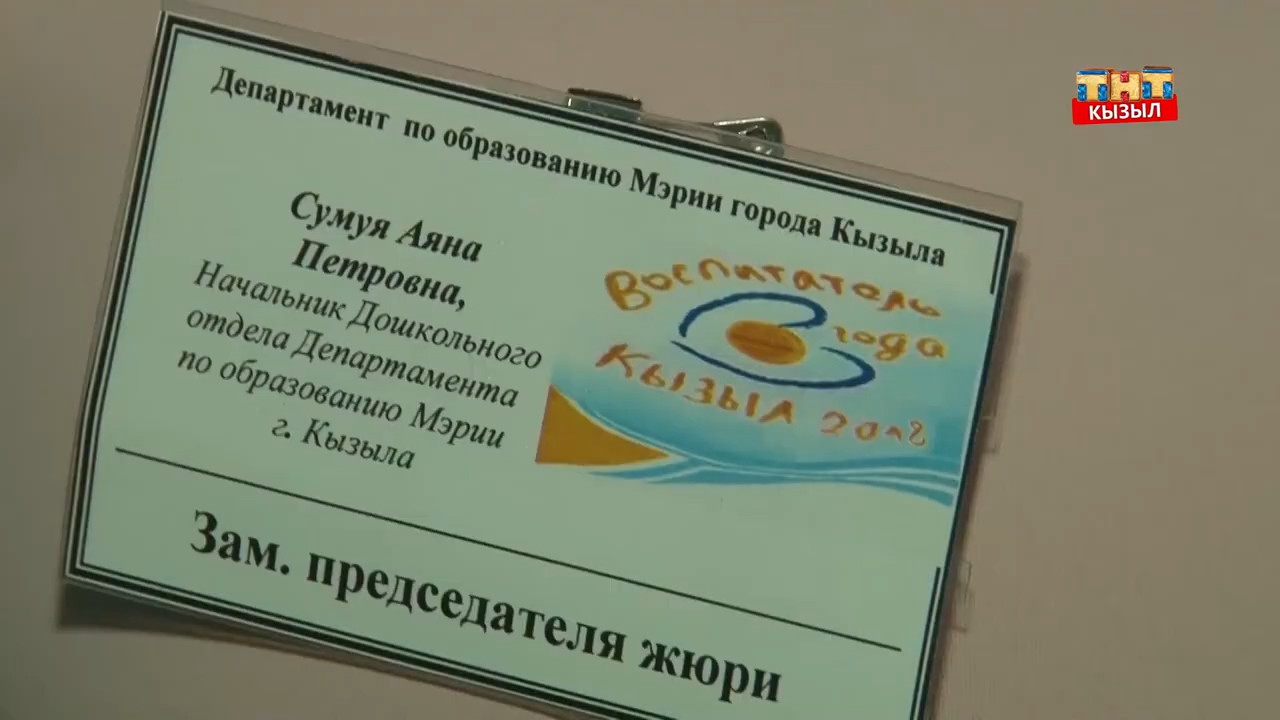 ТНТ
КЫЗЫЛ
Департамент по образованию Мэрии города Кызыла
Сумуя Аяна
Петровна,
Начальник Дошкольного
отдела Департамента
по образованию Мэрии
г. Кызыла
Воспитатель
года
Кызыл 2018
Зам. председателя жюри